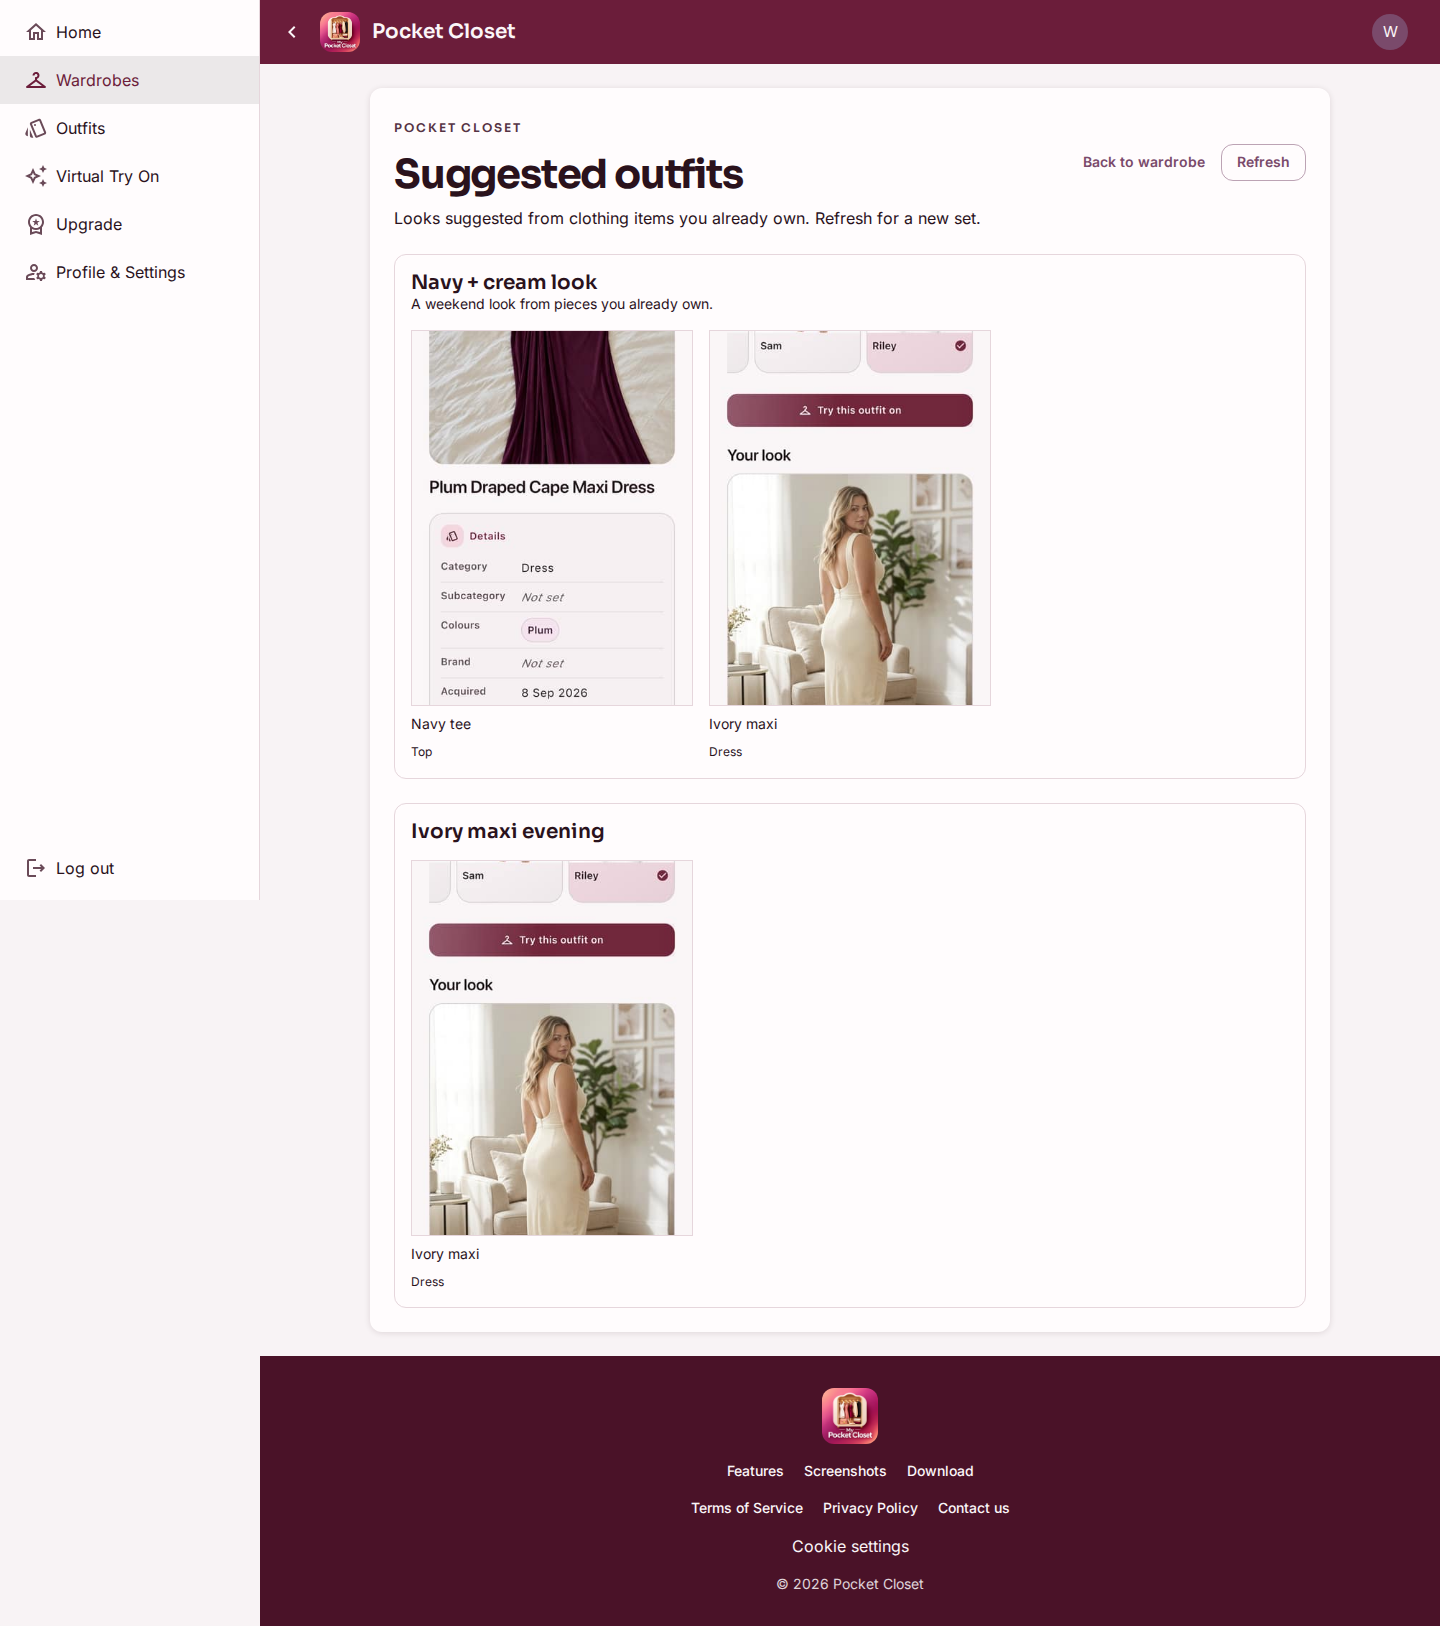 Home
Wardrobes
Outfits
Virtual Try On
Upgrade
Profile & Settings
Log out
Pocket Closet
W
POCKET CLOSET
Suggested outfits
Back to wardrobe
Refresh
Looks suggested from clothing items you already own. Refresh for a new set.
Navy + cream look
A weekend look from pieces you already own.
Plum Draped Cape Maxi Dress
Details
Category Dress
Subcategory Not set
Colours Plum
Brand Not set
Acquired 8 Sep 2026
Navy tee
Top
Sam Riley
Try this outfit on
Your look
Ivory maxi
Dress
Ivory maxi evening
Sam Riley
Try this outfit on
Your look
Ivory maxi
Dress
My
Pocket Closet
Features Screenshots Download
Terms of Service Privacy Policy Contact us
Cookie settings
© 2026 Pocket Closet